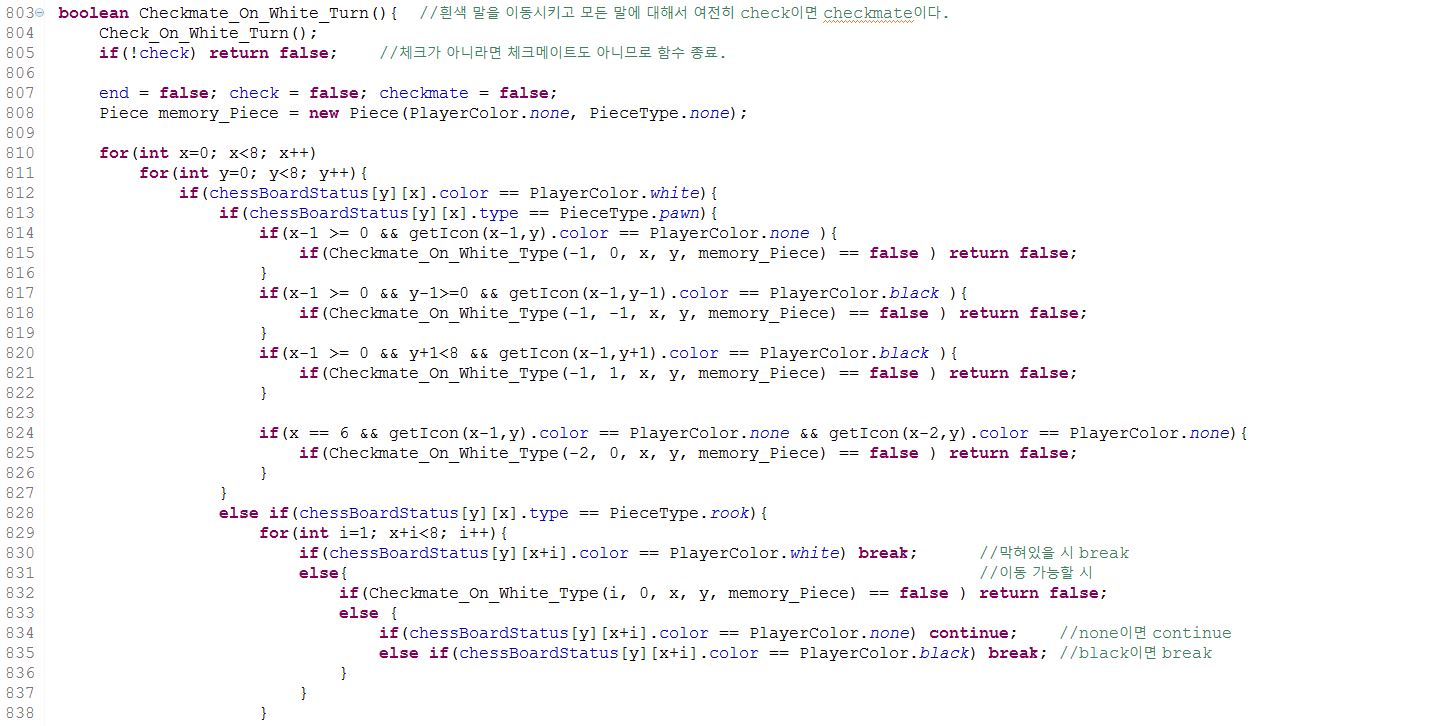 803 boolean Checkmate_On_White_Turn(){  //흰색 말을 이동시키고 모든 말에 대해서 여전히 check이면 checkmate이다.
804     Check_On_White_Turn();
805     if(!check) return false;    //체크가 아니라면 체크메이트도 아니므로 함수 종료.
806
807     end = false; check = false; checkmate = false;
808     Piece memory_Piece = new Piece(PlayerColor.none, PieceType.none);
809
810     for(int x=0; x<8; x++)
811         for(int y=0; y<8; y++){
812             if(chessBoardStatus[y][x].color == PlayerColor.white){
813                 if(chessBoardStatus[y][x].type == PieceType.pawn){
814                     if(x-1 >= 0 && getIcon(x-1,y).color == PlayerColor.none ){
815                         if(Checkmate_On_White_Type(-1, 0, x, y, memory_Piece) == false ) return false;
816                     }
817                     if(x-1 >= 0 && y-1>=0 && getIcon(x-1,y-1).color == PlayerColor.black ){
818                         if(Checkmate_On_White_Type(-1, -1, x, y, memory_Piece) == false ) return false;
819                     }
820                     if(x-1 >= 0 && y+1<8 && getIcon(x-1,y+1).color == PlayerColor.black ){
821                         if(Checkmate_On_White_Type(-1, 1, x, y, memory_Piece) == false ) return false;
822                     }
823
824                     if(x == 6 && getIcon(x-1,y).color == PlayerColor.none && getIcon(x-2,y).color == PlayerColor.none){
825                         if(Checkmate_On_White_Type(-2, 0, x, y, memory_Piece) == false ) return false;
826                     }
827                 }
828                 else if(chessBoardStatus[y][x].type == PieceType.rook){
829                     for(int i=1; x+i<8; i++){
830                         if(chessBoardStatus[y][x+i].color == PlayerColor.white) break;      //막혀있을 시 break
831                         else{                                                               //이동 가능할 시
832                             if(Checkmate_On_White_Type(i, 0, x, y, memory_Piece) == false ) return false;
833                             else {
834                                 if(chessBoardStatus[y][x+i].color == PlayerColor.none) continue;    //none이면 continue
835                                 else if(chessBoardStatus[y][x+i].color == PlayerColor.black) break; //black이면 break
836                             }
837                         }
838                     }